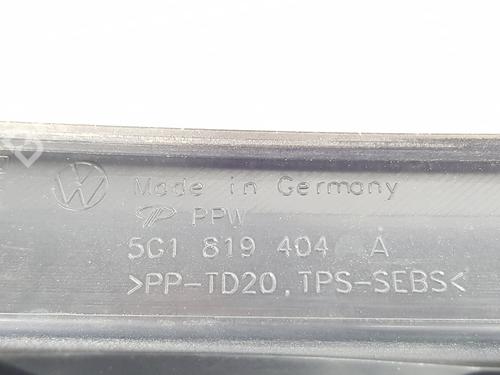 Made in Germany
PPW
5G1 819 404 A
>PP-TD20,TPS-SEBS<